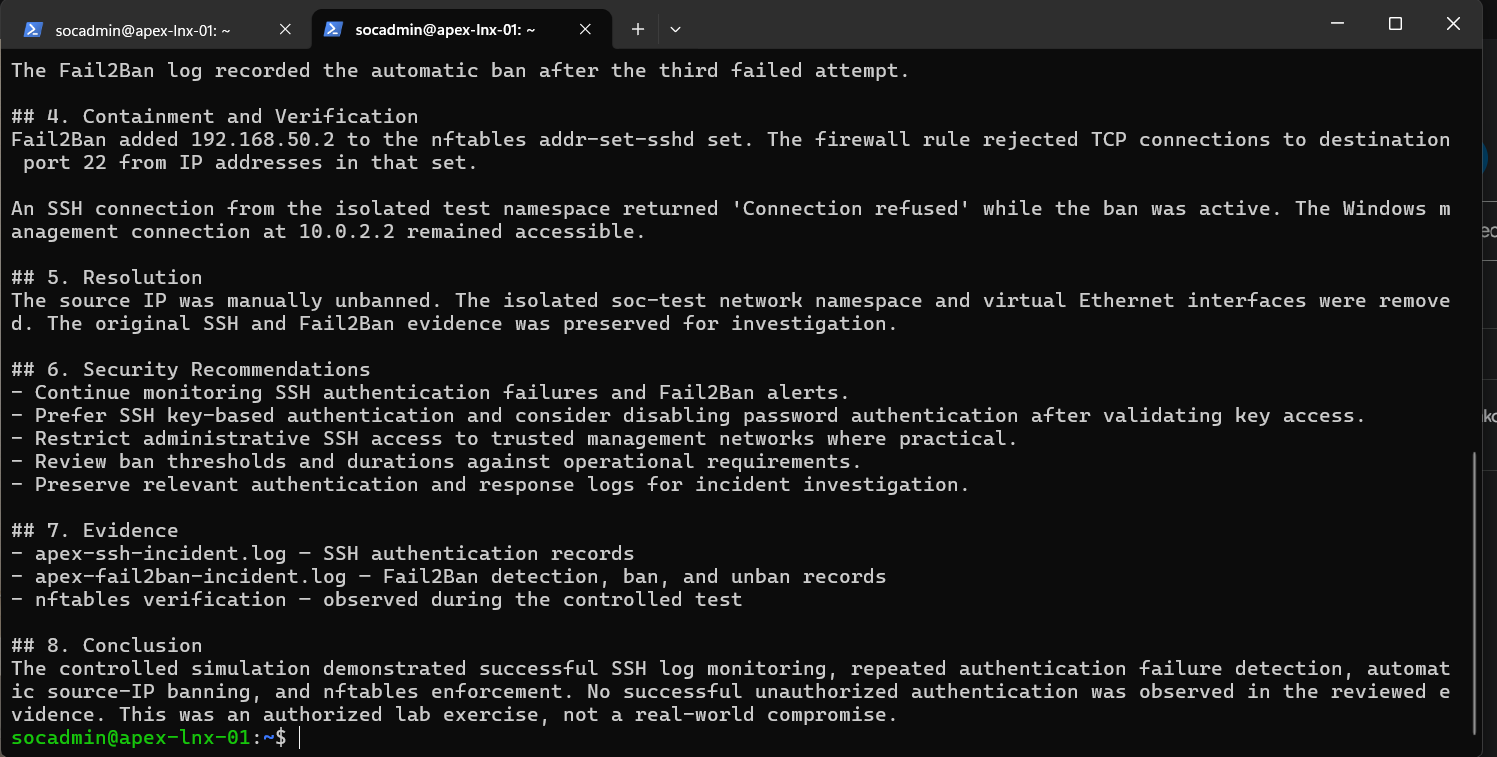 socadmin@apex-lnx-01: ~
socadmin@apex-lnx-01: ~
The Fail2Ban log recorded the automatic ban after the third failed attempt.
## 4. Containment and Verification
Fail2Ban added 192.168.50.2 to the nftables addr-set-sshd set. The firewall rule rejected TCP connections to destination
port 22 from IP addresses in that set.
An SSH connection from the isolated test namespace returned 'Connection refused' while the ban was active. The Windows m
anagement connection at 10.0.2.2 remained accessible.
## 5. Resolution
The source IP was manually unbanned. The isolated soc-test network namespace and virtual Ethernet interfaces were remove
d. The original SSH and Fail2Ban evidence was preserved for investigation.
## 6. Security Recommendations
- Continue monitoring SSH authentication failures and Fail2Ban alerts.
- Prefer SSH key-based authentication and consider disabling password authentication after validating key access.
- Restrict administrative SSH access to trusted management networks where practical.
- Review ban thresholds and durations against operational requirements.
- Preserve relevant authentication and response logs for incident investigation.
## 7. Evidence
- apex-ssh-incident.log — SSH authentication records
- apex-fail2ban-incident.log — Fail2Ban detection, ban, and unban records
- nftables verification — observed during the controlled test
## 8. Conclusion
The controlled simulation demonstrated successful SSH log monitoring, repeated authentication failure detection, automat
ic source-IP banning, and nftables enforcement. No successful unauthorized authentication was observed in the reviewed e
vidence. This was an authorized lab exercise, not a real-world compromise.
socadmin@apex-lnx-01:~$